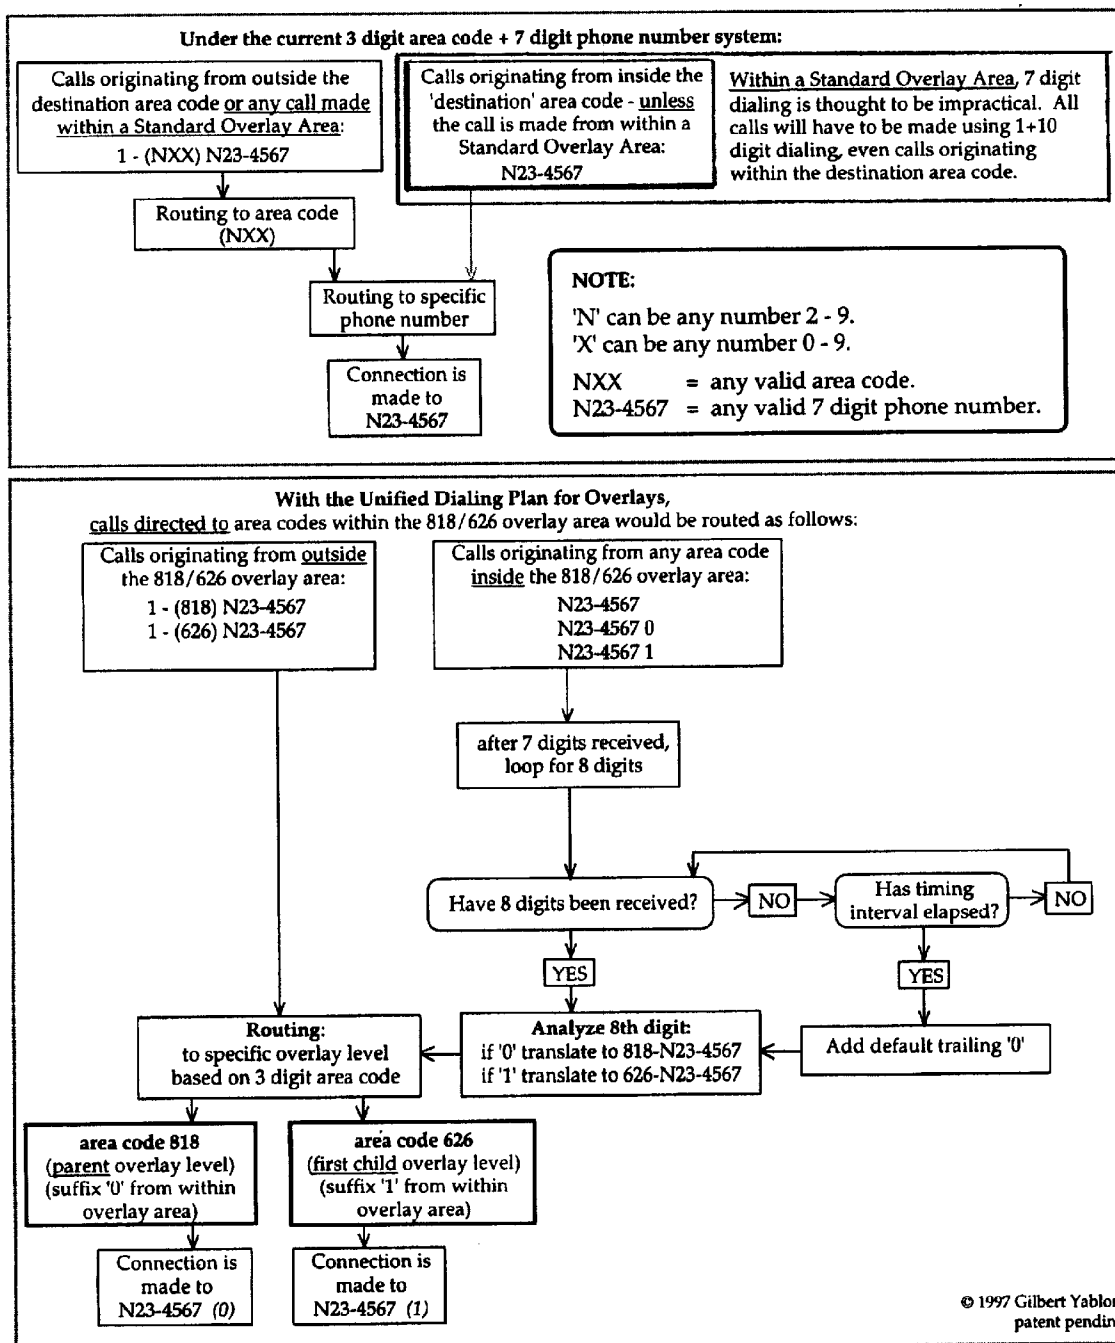 Under the current 3 digit area code + 7 digit phone number system:
Calls originating from outside the
destination area code or any call made
within a Standard Overlay Area:
1 - (NXX) N23-4567
Calls originating from inside the
'destination' area code - unless
the call is made from within a
Standard Overlay Area:
N23-4567
Within a Standard Overlay Area, 7 digit
dialing is thought to be impractical. All
calls will have to be made using 1+10
digit dialing, even calls originating
within the destination area code.
Routing to area code
(NXX)
Routing to specific
phone number
Connection is
made to
N23-4567
NOTE:
'N' can be any number 2 - 9.
'X' can be any number 0 - 9.
NXX = any valid area code.
N23-4567 = any valid 7 digit phone number.
With the Unified Dialing Plan for Overlays,
calls directed to area codes within the 818/626 overlay area would be routed as follows:
Calls originating from outside
the 818/626 overlay area:
1 - (818) N23-4567
1 - (626) N23-4567
Calls originating from any area code
inside the 818/626 overlay area:
N23-4567
N23-4567 0
N23-4567 1
after 7 digits received,
loop for 8 digits
Have 8 digits been received?
NO
Has timing
interval elapsed?
NO
YES
YES
Routing:
to specific overlay level
based on 3 digit area code
Analyze 8th digit:
if '0' translate to 818-N23-4567
if '1' translate to 626-N23-4567
Add default trailing '0'
area code 818
(parent overlay level)
(suffix '0' from within
overlay area)
area code 626
(first child overlay level)
(suffix '1' from within
overlay area)
Connection is
made to
N23-4567 (0)
Connection is
made to
N23-4567 (1)
© 1997 Gilbert Yablon
patent pendin